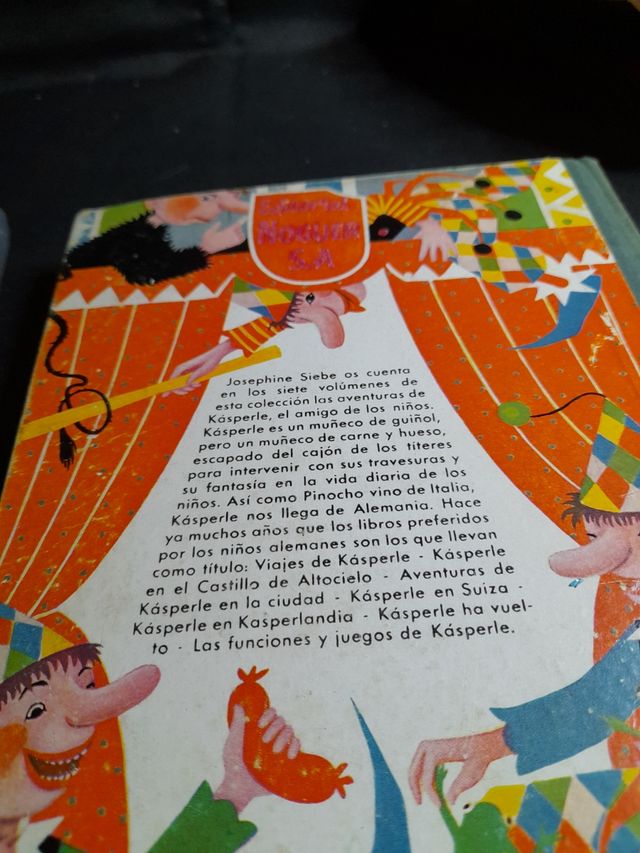 Editorial
NOGUER
S.A
Josephine Siebe os cuenta
en los siete volúmenes de
esta colección las aventuras de
Kásperle, el amigo de los niños.
Kásperle es un muñeco de guiñol,
pero un muñeco de carne y hueso,
escapado del cajón de los títeres
para intervenir con sus travesuras y
su fantasía en la vida diaria de los
niños. Así como Pinocho vino de Italia,
Kásperle nos llega de Alemania. Hace
ya muchos años que los libros preferidos
por los niños alemanes son los que llevan
como título: Viajes de Kásperle - Kásperle
en el Castillo de Altocielo - Aventuras de
Kásperle en la ciudad - Kásperle en Suiza -
Kásperle en Kasperlandia - Kásperle ha vuel-
to - Las funciones y juegos de Kásperle.